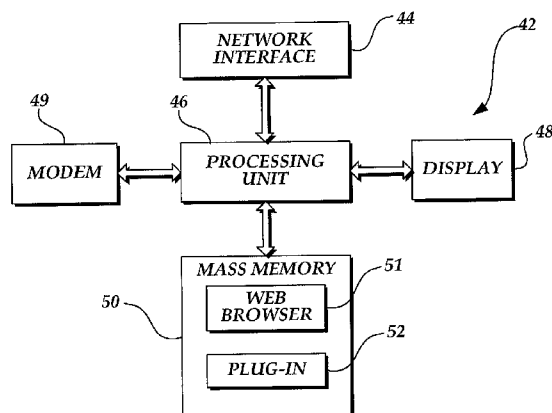 NETWORK
INTERFACE
44
42
49
46
MODEM
PROCESSING
UNIT
DISPLAY
48
MASS MEMORY
50
WEB
BROWSER
51
PLUG-IN
52